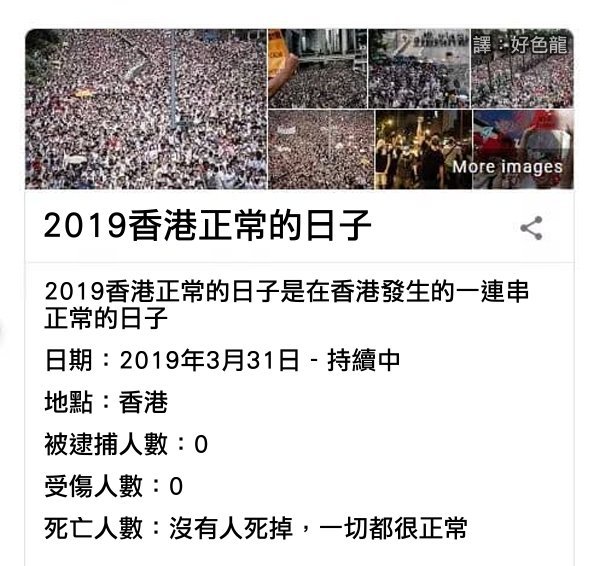 譯：好色龍
More images
2019香港正常的日子
2019香港正常的日子是在香港發生的一連串
正常的日子
日期：2019年3月31日 - 持續中
地點：香港
被逮捕人數：0
受傷人數：0
死亡人數：沒有人死掉，一切都很正常